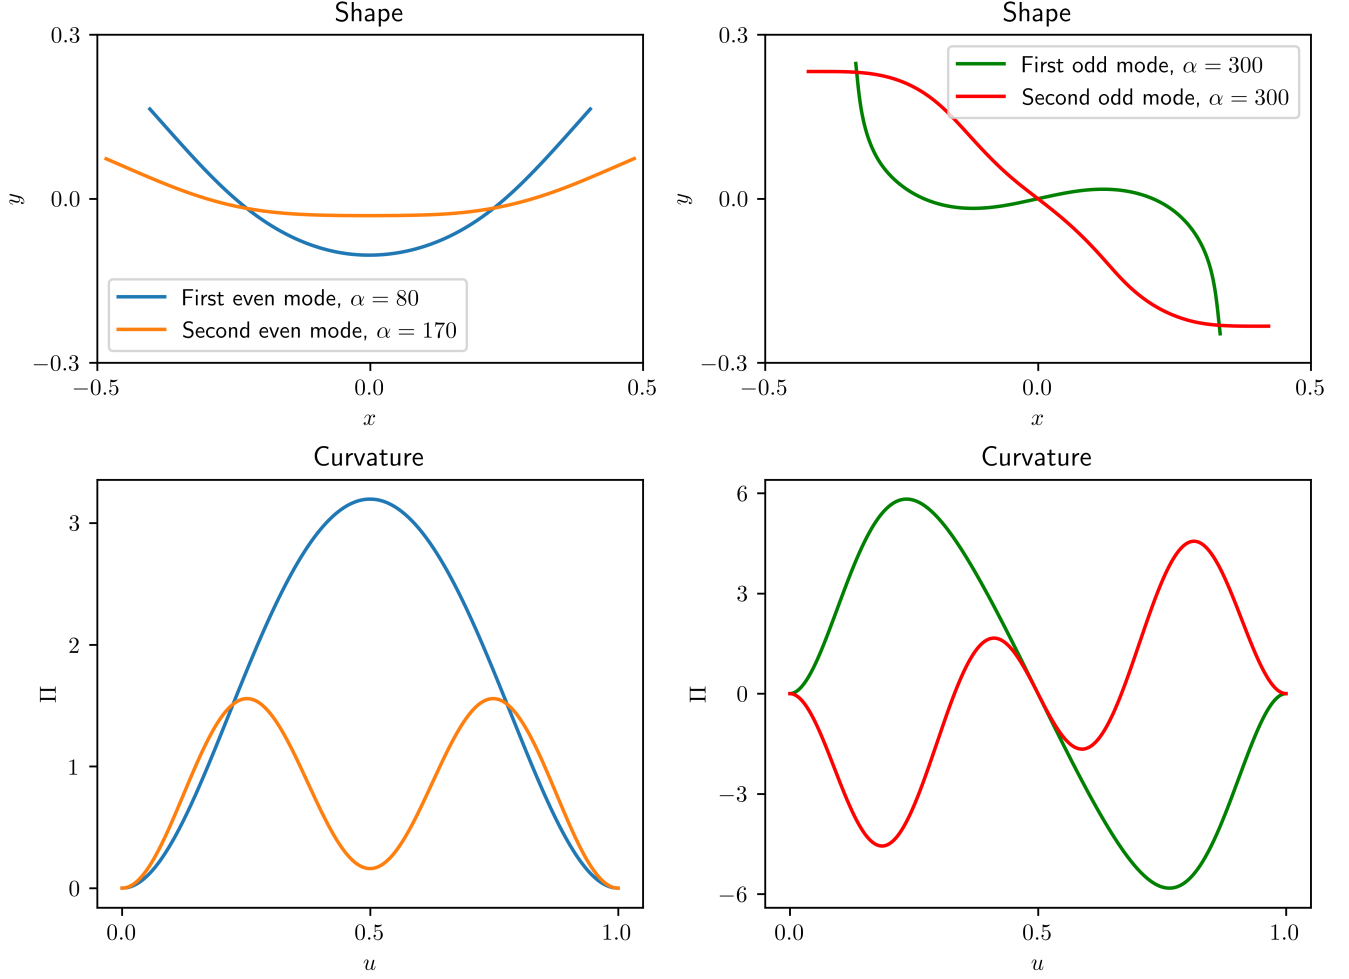 Shape
0.3
0.0
−0.3
y
First even mode, α = 80
Second even mode, α = 170
−0.5
0.0
0.5
x
Shape
0.3
0.0
−0.3
y
First odd mode, α = 300
Second odd mode, α = 300
−0.5
0.0
0.5
x
Curvature
3
2
1
0
Π
0.0
0.5
1.0
u
Curvature
6
3
0
−3
−6
Π
0.0
0.5
1.0
u